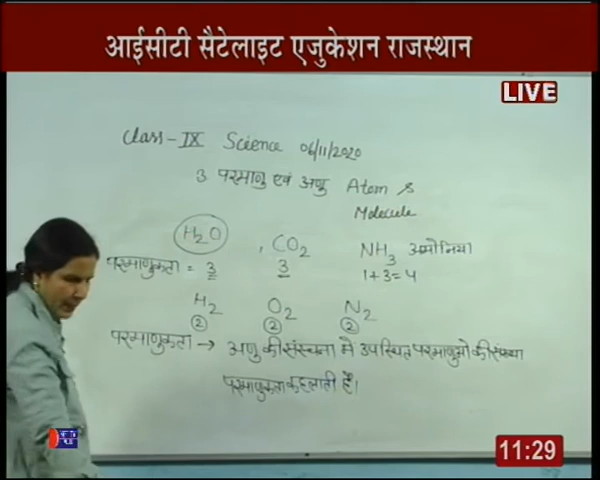 आईसीटी सैटेलाइट एजुकेशन राजस्थान
LIVE
Class-IX Science 06/11/2020
3 परमाणु एवं अणु Atom &
Molecule
H₂O , CO₂ NH₃ अमोनिया
परमाणुकता = 3 3 1+3=4
H₂ O₂ N₂
2 2 2
परमाणुकता → अणु की संरचना में उपस्थित परमाणुओं की संख्या
परमाणुकता कहलाती है।
11:29